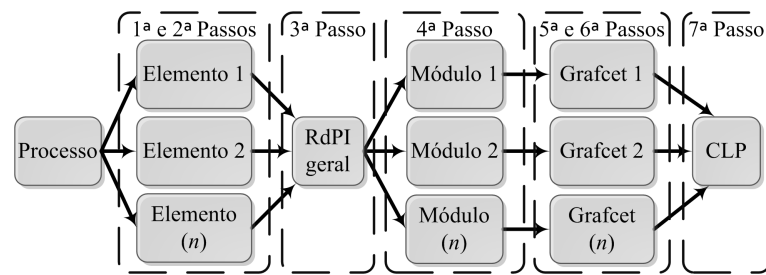 1ª e 2ª Passos
3ª Passo
4ª Passo
5ª e 6ª Passos
7ª Passo
Processo
Elemento 1
Elemento 2
Elemento
(n)
RdPI
geral
Módulo 1
Módulo 2
Módulo
(n)
Grafcet 1
Grafcet 2
Grafcet
(n)
CLP